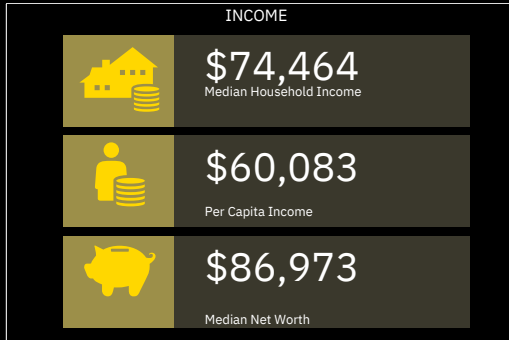 INCOME
$74,464
Median Household Income
$60,083
Per Capita Income
$86,973
Median Net Worth